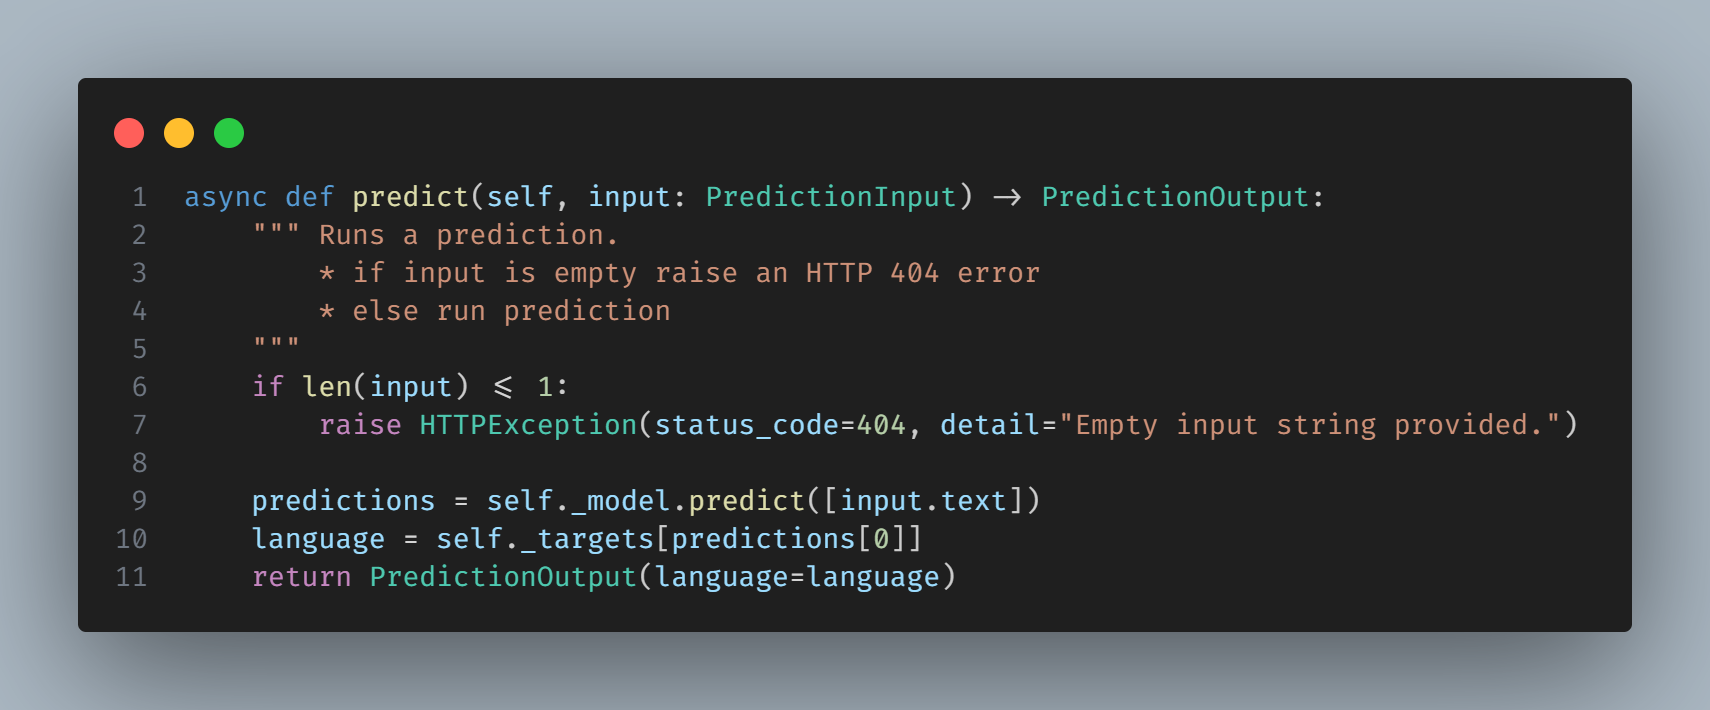 1 async def predict(self, input: PredictionInput) -> PredictionOutput:
2     """ Runs a prediction.
3         * if input is empty raise an HTTP 404 error
4         * else run prediction
5     """
6     if len(input) <= 1:
7         raise HTTPException(status_code=404, detail="Empty input string provided.")
8
9     predictions = self._model.predict([input.text])
10     language = self._targets[predictions[0]]
11     return PredictionOutput(language=language)